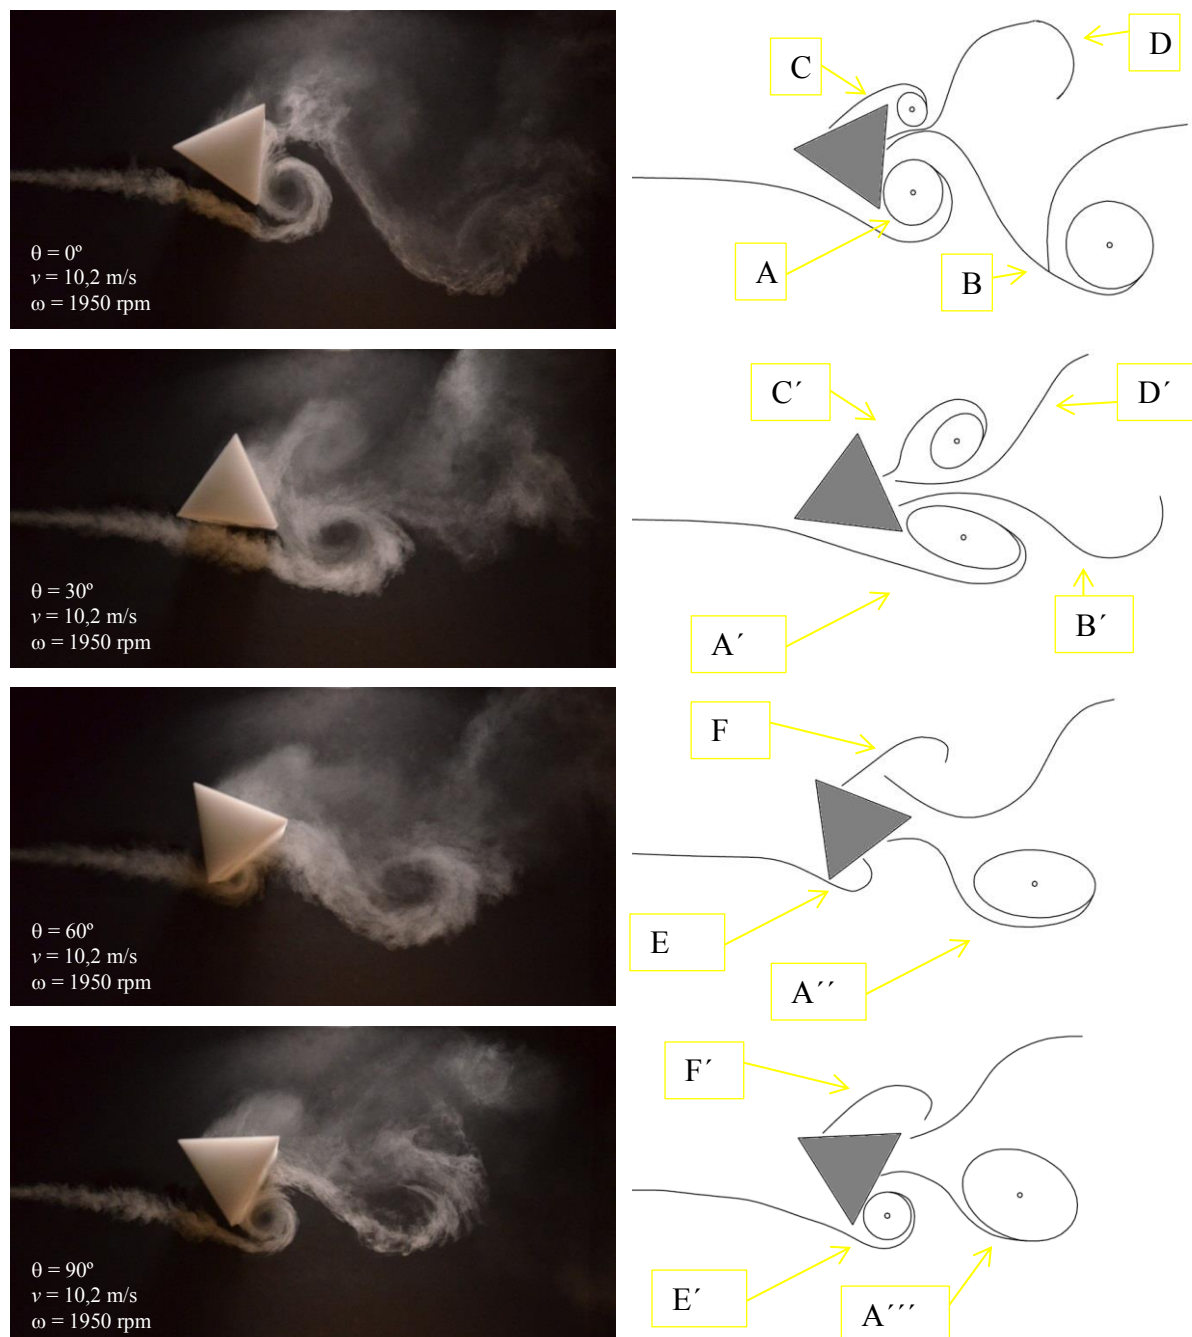 θ = 0º
v = 10,2 m/s
ω = 1950 rpm
C
D
A
B
θ = 30º
v = 10,2 m/s
ω = 1950 rpm
C´
D´
A´
B´
θ = 60º
v = 10,2 m/s
ω = 1950 rpm
F
E
A´´
θ = 90º
v = 10,2 m/s
ω = 1950 rpm
F´
E´
A´´´